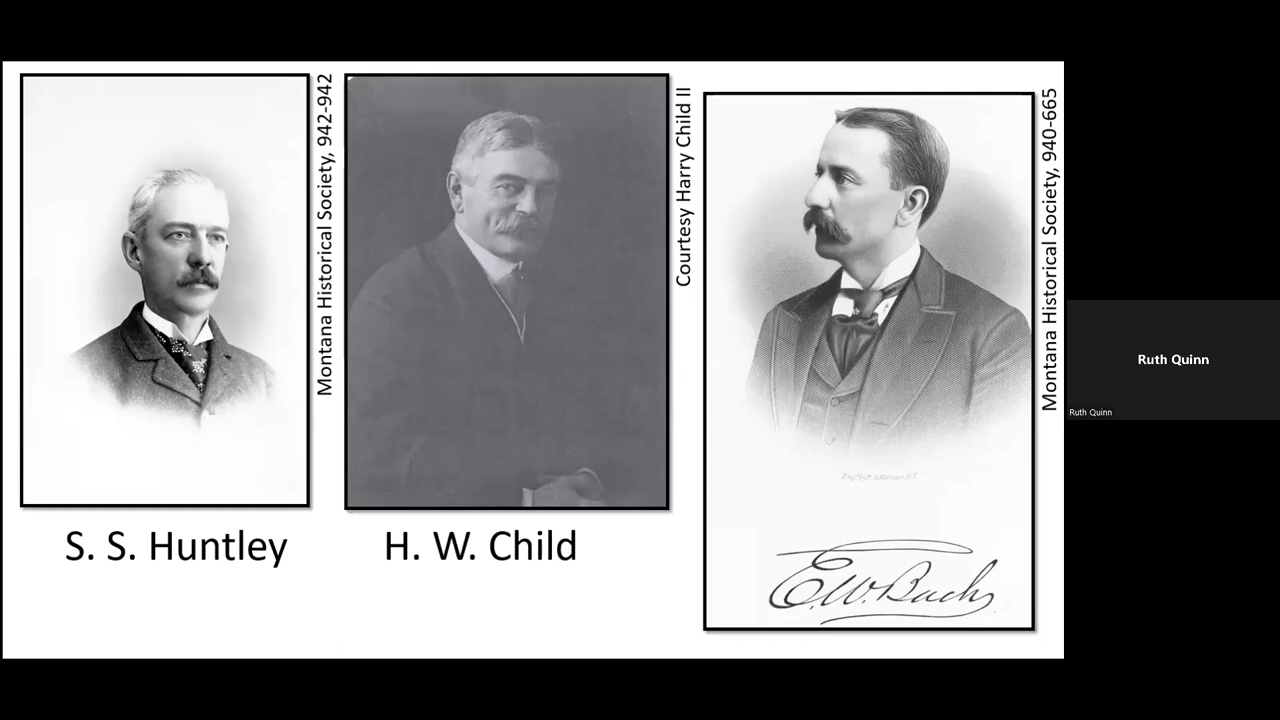 Montana Historical Society, 942-942
Courtesy Harry Child II
Montana Historical Society, 940-665
S. S. Huntley
H. W. Child
E. W. Bach
Ruth Quinn
Ruth Quinn